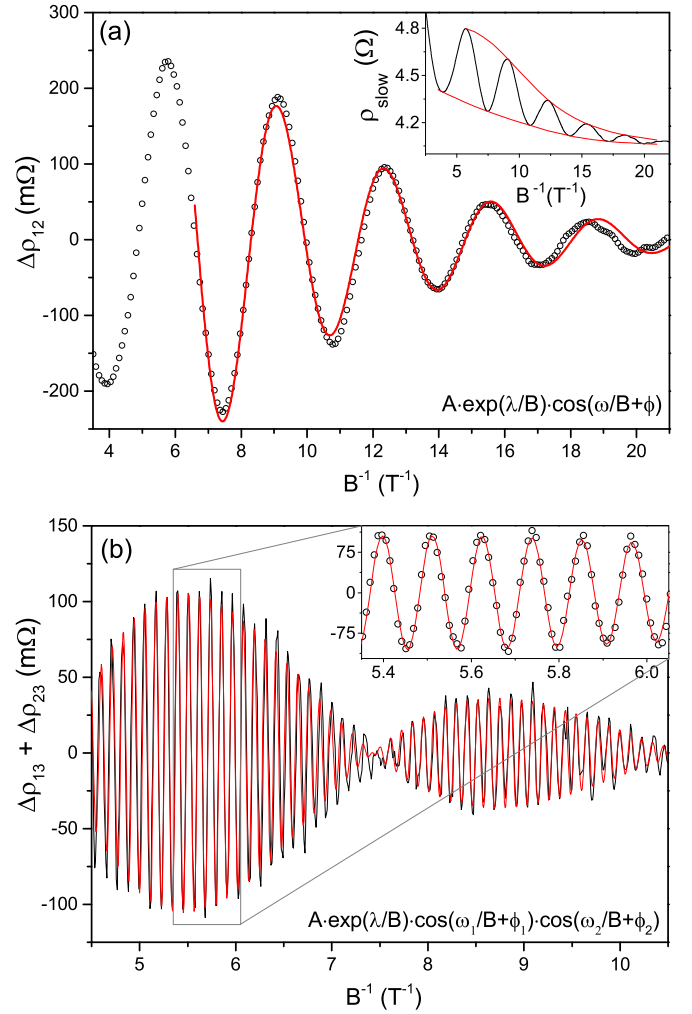 (a)
300
200
100
0
-100
-200
Δρ12 (mΩ)
4 6 8 10 12 14 16 18 20
B-1 (T-1)
A·exp(λ/B)·cos(ω/B+ϕ)
4.8
4.5
4.2
ρslow (Ω)
5 10 15 20
B-1(T-1)
(b)
150
100
50
0
-50
-100
Δρ13 + Δρ23 (mΩ)
5 6 7 8 9 10
B-1 (T-1)
A·exp(λ/B)·cos(ω1/B+ϕ1)·cos(ω2/B+ϕ2)
75
0
-75
5.4 5.6 5.8 6.0